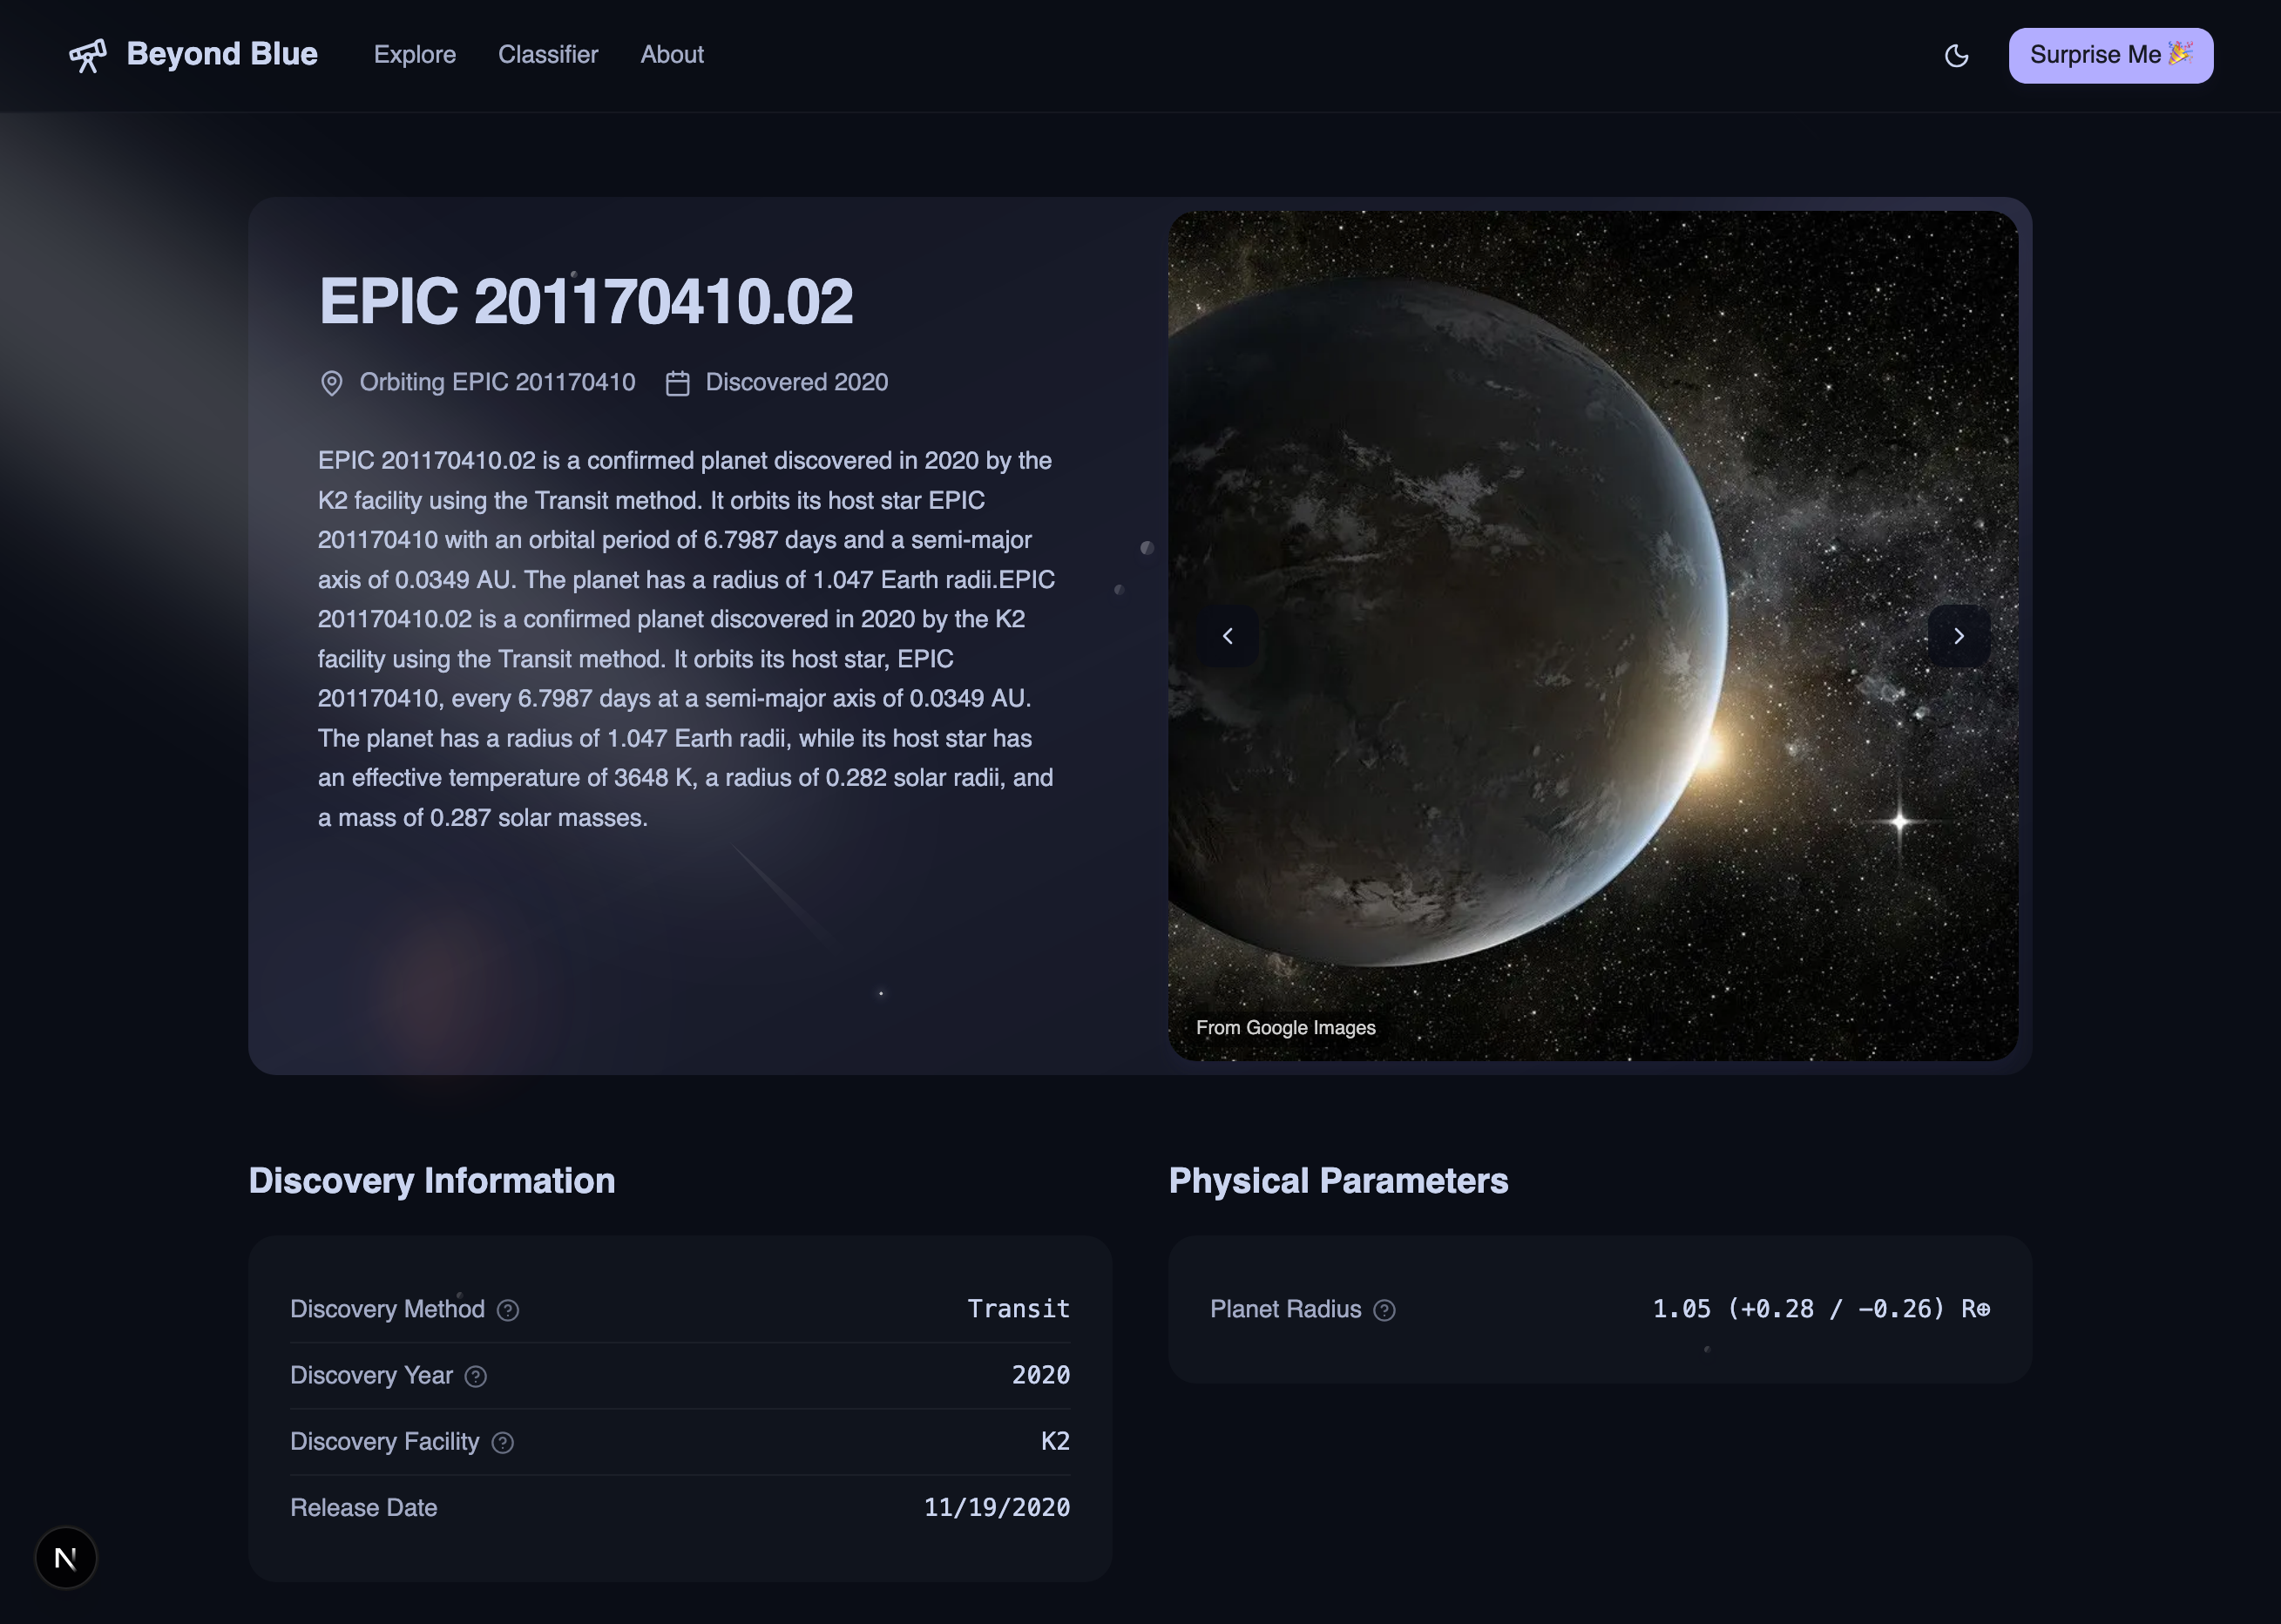 Beyond Blue
Explore
Classifier
About
Surprise Me 🎉
EPIC 201170410.02
Orbiting EPIC 201170410
Discovered 2020
EPIC 201170410.02 is a confirmed planet discovered in 2020 by the
K2 facility using the Transit method. It orbits its host star EPIC
201170410 with an orbital period of 6.7987 days and a semi-major
axis of 0.0349 AU. The planet has a radius of 1.047 Earth radii.EPIC
201170410.02 is a confirmed planet discovered in 2020 by the K2
facility using the Transit method. It orbits its host star, EPIC
201170410, every 6.7987 days at a semi-major axis of 0.0349 AU.
The planet has a radius of 1.047 Earth radii, while its host star has
an effective temperature of 3648 K, a radius of 0.282 solar radii, and
a mass of 0.287 solar masses.
From Google Images
Discovery Information
Discovery Method ? Transit
Discovery Year ? 2020
Discovery Facility ? K2
Release Date 11/19/2020
Physical Parameters
Planet Radius ? 1.05 (+0.28 / −0.26) R⊕
N